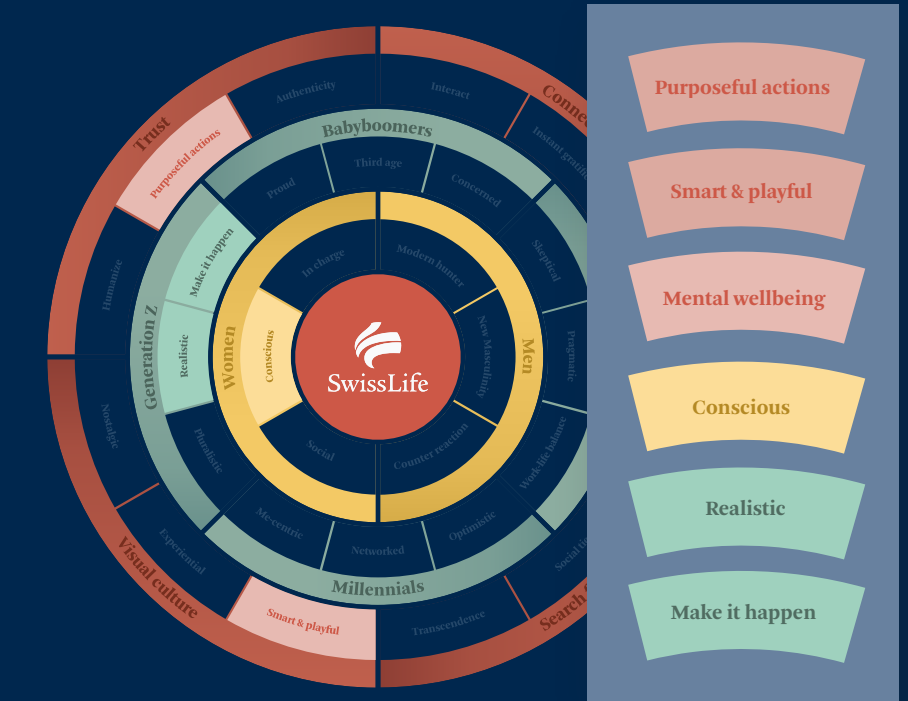 Trust
Authenticity
Interact
Purposeful actions
Instant
Babyboomers
Proud
Third age
Concerned
Humanize
Make it happen
In charge
Modern hunter
Skeptical
Generation Z
Realistic
Women
Conscious
SwissLife
New Masculinity
Men
Pragmatic
Nostalgic
Pluralistic
Social
Counter reaction
Work-life balance
Me-centric
Networked
Optimistic
Experiential
Millennials
Visual culture
Smart & playful
Transcendence
Social
Search
Purposeful actions
Smart & playful
Mental wellbeing
Conscious
Realistic
Make it happen